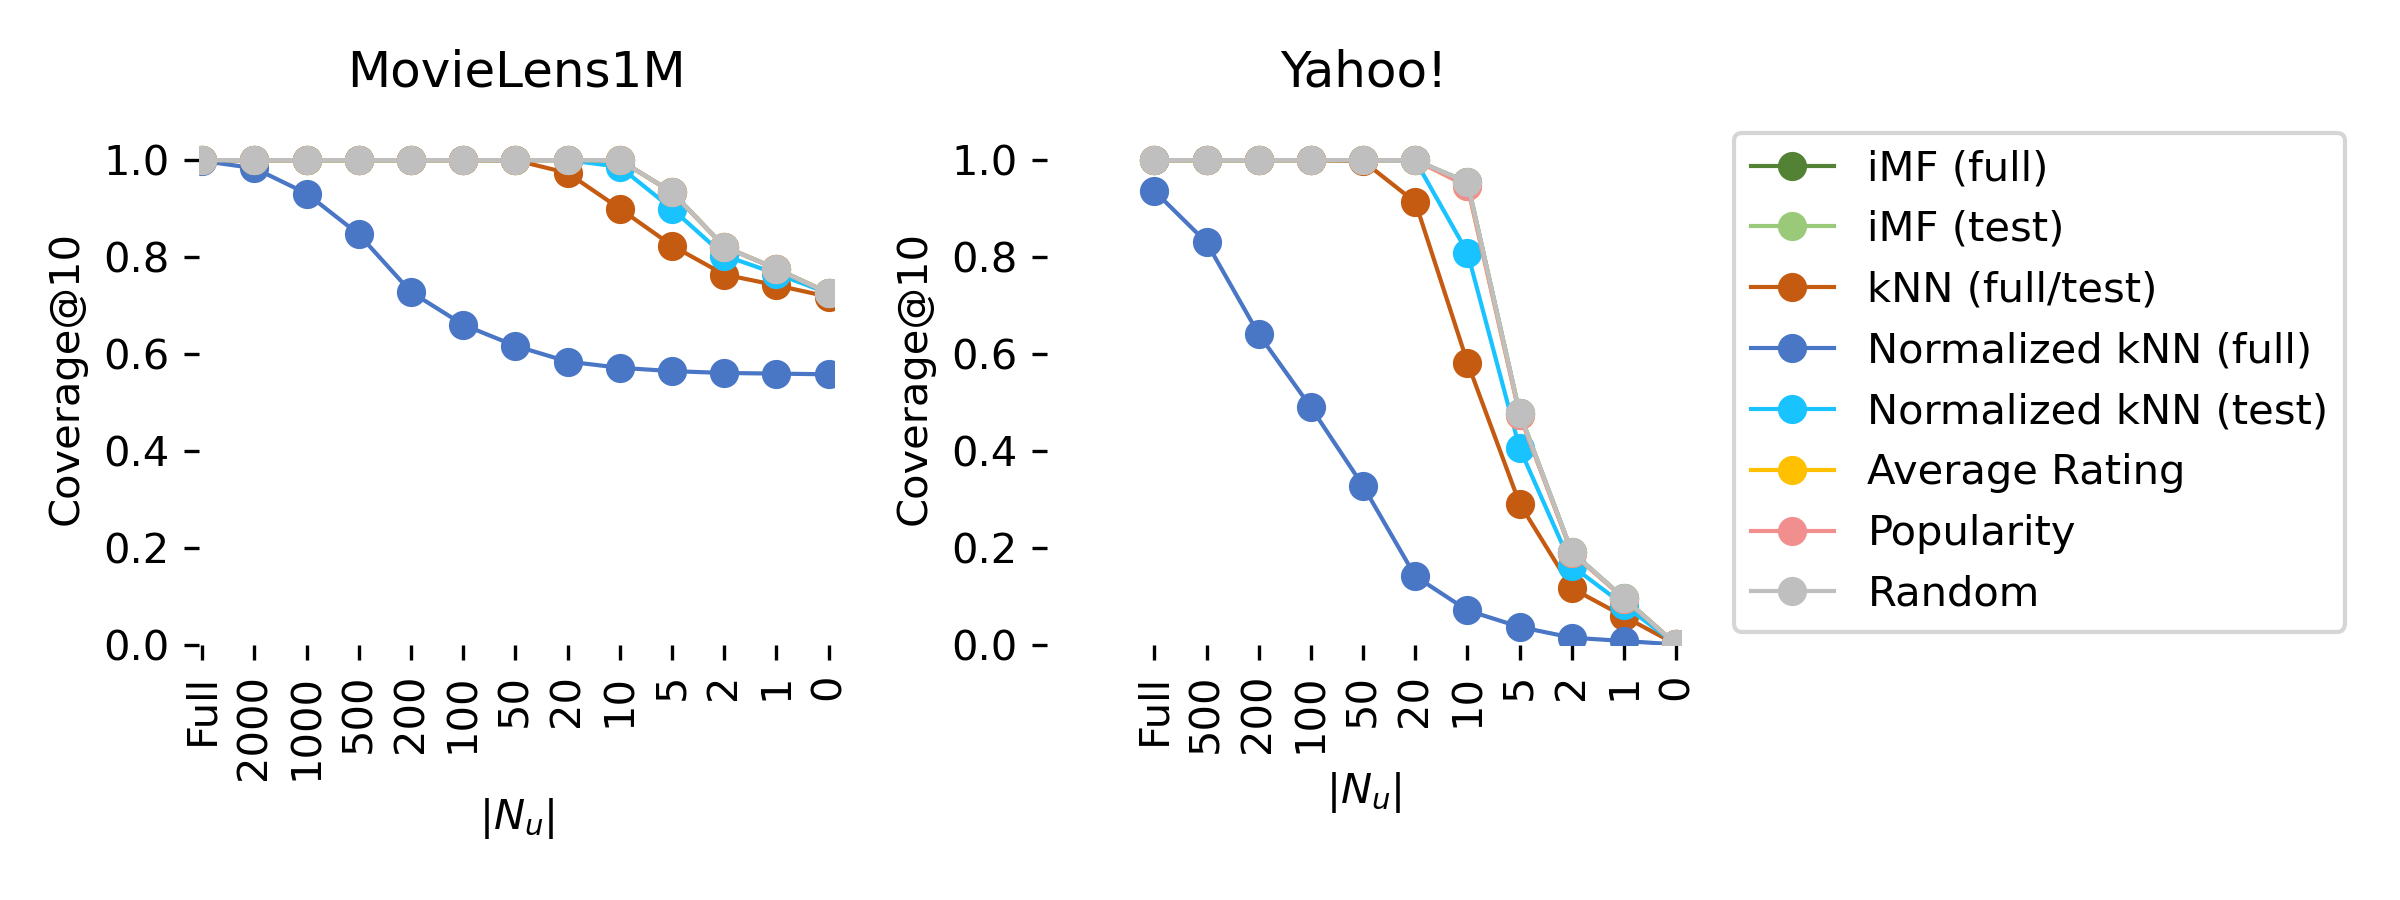 MovieLens1M
Coverage@10
1.0
0.8
0.6
0.4
0.2
0.0
Full
2000
1000
500
200
100
50
20
10
5
2
1
0
|N_u|
Yahoo!
Coverage@10
1.0
0.8
0.6
0.4
0.2
0.0
Full
500
200
100
50
20
10
5
2
1
0
|N_u|
iMF (full)
iMF (test)
kNN (full/test)
Normalized kNN (full)
Normalized kNN (test)
Average Rating
Popularity
Random